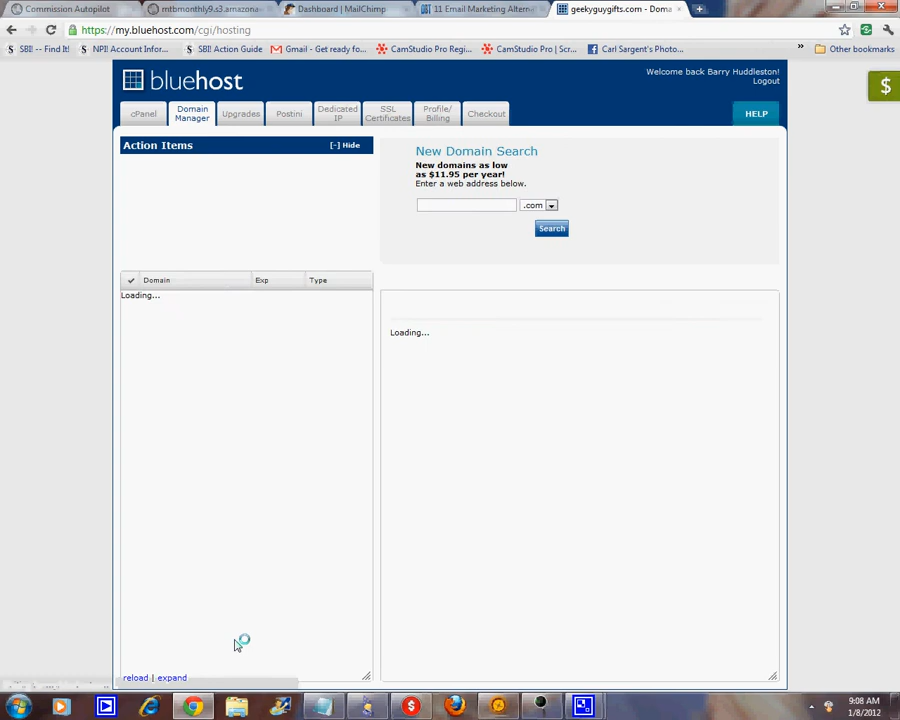 Commission Autopilot
mtbmonthly9.s3.amazona
Dashboard | MailChimp
11 Email Marketing Altern
geekyguygifts.com - Doma
https://my.bluehost.com/cgi/hosting
SBI! -- Find It!
NPI! Account Infor...
SBI! Action Guide
Gmail - Get ready fo...
CamStudio Pro Regi...
CamStudio Pro | Scr...
Carl Sargent's Photo...
»
Other bookmarks
bluehost
Welcome back Barry Huddleston!
Logout
$
cPanel
Domain Manager
Upgrades
Postini
Dedicated IP
SSL Certificates
Profile/ Billing
Checkout
HELP
Action Items
[-] Hide
New Domain Search
New domains as low
as $11.95 per year!
Enter a web address below.
.com
Search
Domain
Exp
Type
Loading...
Loading...
reload | expand
9:08 AM
1/8/2012